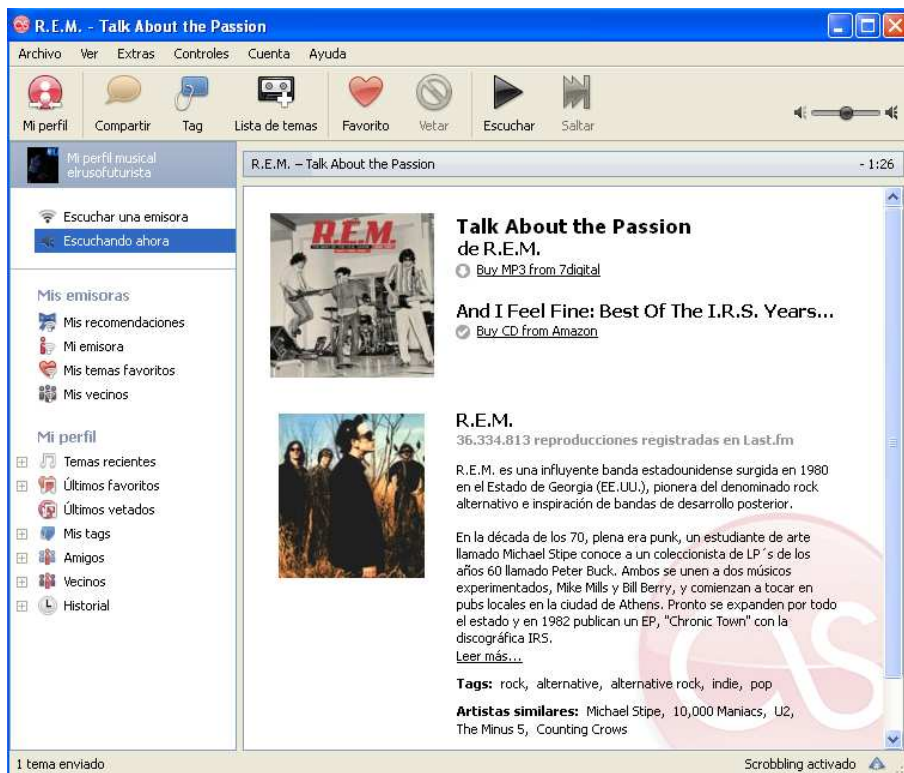 R.E.M. - Talk About the Passion
Archivo Ver Extras Controles Cuenta Ayuda
Mi perfil Compartir Tag Lista de temas Favorito Vetar Escuchar Saltar
Mi perfil musical
elrusofuturista
R.E.M. – Talk About the Passion - 1:26
Escuchar una emisora
Escuchando ahora
Mis emisoras
Mis recomendaciones
Mi emisora
Mis temas favoritos
Mis vecinos
Mi perfil
Temas recientes
Últimos favoritos
Últimos vetados
Mis tags
Amigos
Vecinos
Historial
R.E.M.
Talk About the Passion
de R.E.M.
Buy MP3 from 7digital
And I Feel Fine: Best Of The I.R.S. Years...
Buy CD from Amazon
R.E.M.
36.334.813 reproducciones registradas en Last.fm
R.E.M. es una influyente banda estadounidense surgida en 1980
en el Estado de Georgia (EE.UU.), pionera del denominado rock
alternativo e inspiración de bandas de desarrollo posterior.
En la década de los 70, plena era punk, un estudiante de arte
llamado Michael Stipe conoce a un coleccionista de LP´s de los
años 60 llamado Peter Buck. Ambos se unen a dos músicos
experimentados, Mike Mills y Bill Berry, y comienzan a tocar en
pubs locales en la ciudad de Athens. Pronto se expanden por todo
el estado y en 1982 publican un EP, "Chronic Town" con la
discográfica IRS.
Leer más...
Tags: rock, alternative, alternative rock, indie, pop
Artistas similares: Michael Stipe, 10,000 Maniacs, U2,
The Minus 5, Counting Crows
1 tema enviado Scrobbling activado